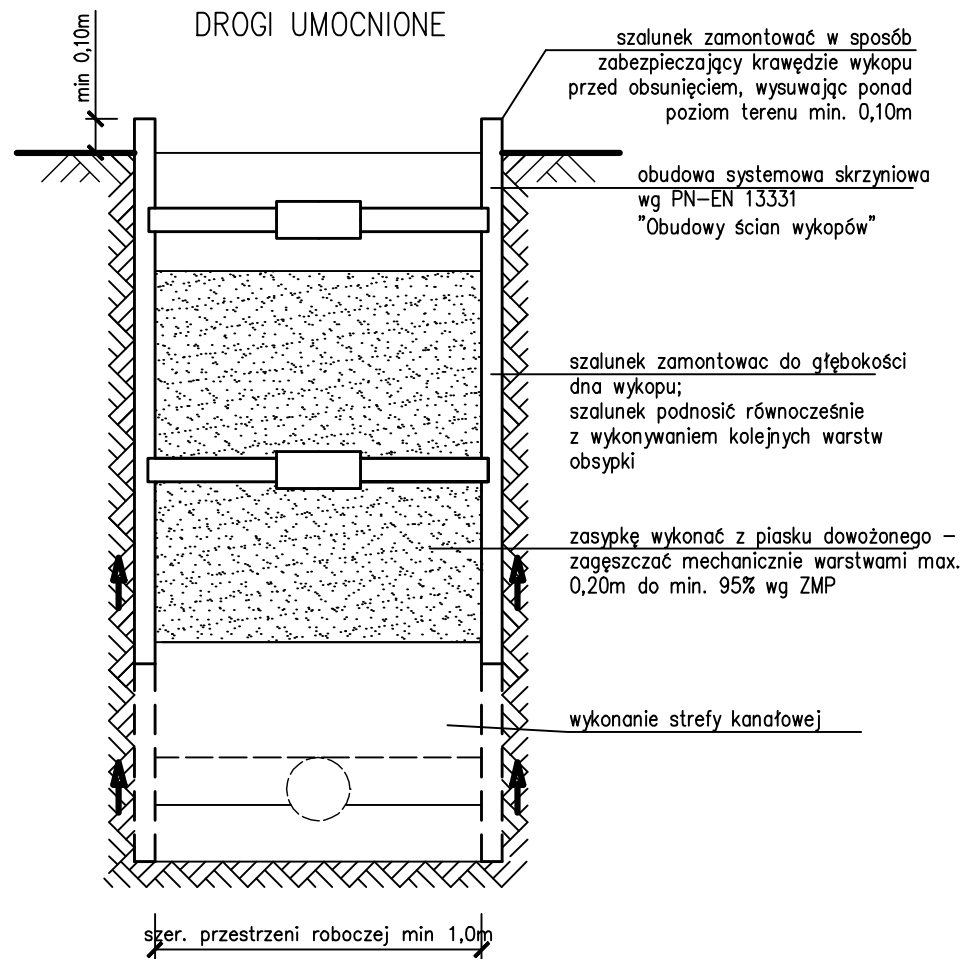 DROGI UMOCNIONE
min 0,10m
szalunek zamontować w sposób
zabezpieczający krawędzie wykopu
przed obsunięciem, wysuwając ponad
poziom terenu min. 0,10m
obudowa systemowa skrzyniowa
wg PN-EN 13331
"Obudowy ścian wykopów"
szalunek zamontowac do głębokości
dna wykopu;
szalunek podnosić równocześnie
z wykonywaniem kolejnych warstw
obsypki
zasypkę wykonać z piasku dowożonego –
zagęszczać mechanicznie warstwami max.
0,20m do min. 95% wg ZMP
wykonanie strefy kanałowej
szer. przestrzeni roboczej min 1,0m